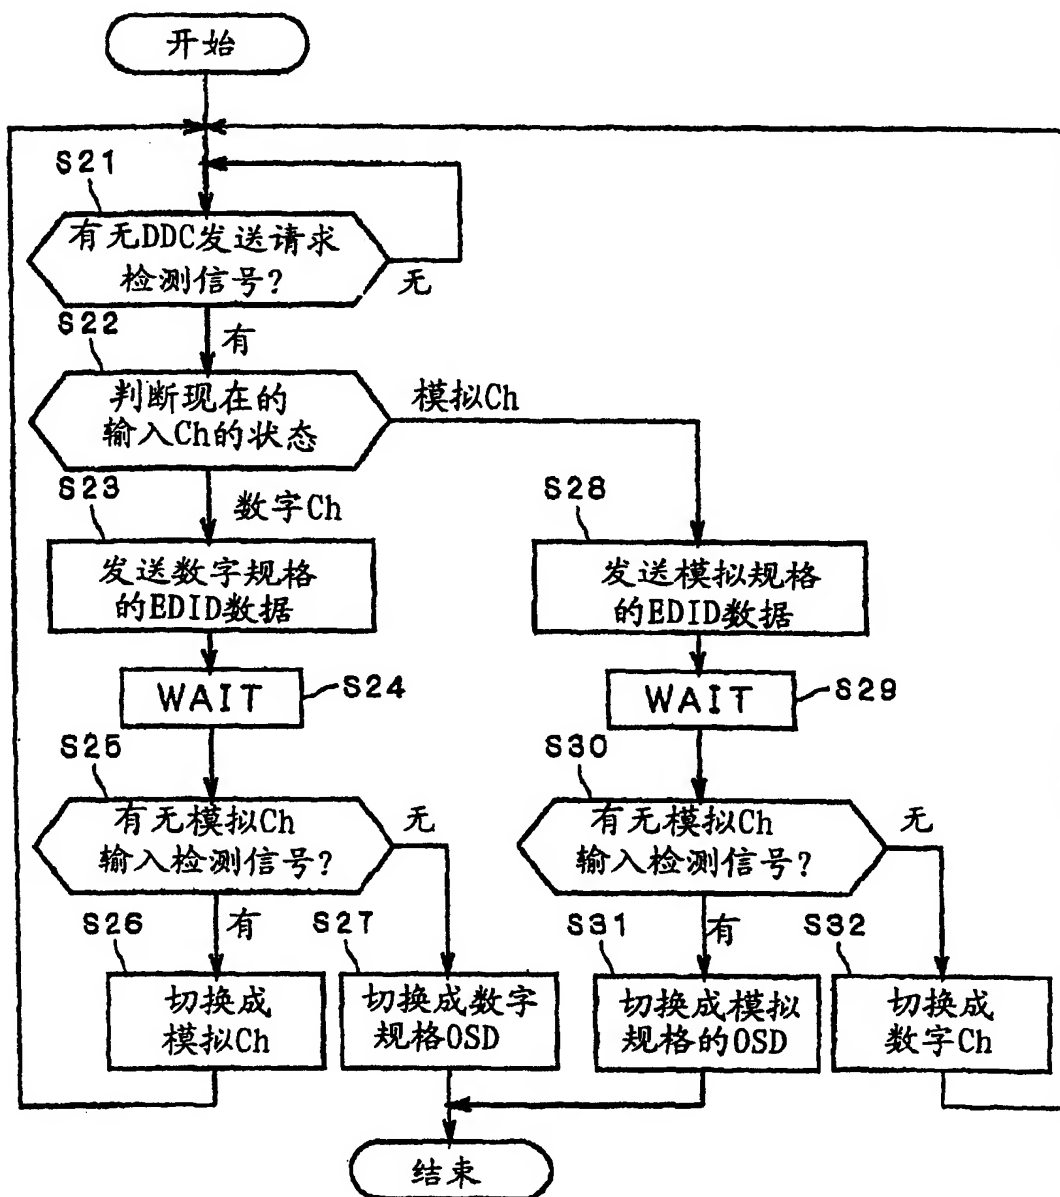 开始
S21
有无DDC发送请求
检测信号?
无
S22
有
判断现在的
输入Ch的状态
模拟Ch
S23
数字Ch
发送数字规格
的EDID数据
S28
发送模拟规格
的EDID数据
WAIT
S24
WAIT
S29
S25
有无模拟Ch
输入检测信号?
无
S30
有无模拟Ch
输入检测信号?
无
S26
有
切换成
模拟Ch
S27
切换成数字
规格OSD
S31
有
切换成模拟
规格的OSD
S32
切换成
数字Ch
结束